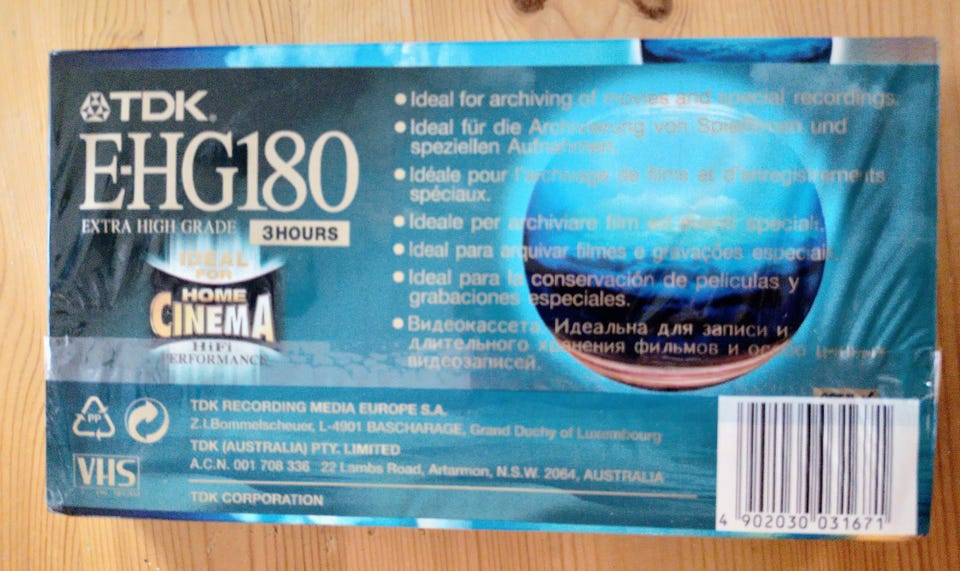 TDK
E-HG180
EXTRA HIGH GRADE
3HOURS
IDEAL
FOR
HOME
CINEMA
HiFi
PERFORMANCE
• Ideal for archiving of movies and special recordings.
• Ideal für die Archivierung von Spielfilmen und
speziellen Aufnahmen.
• Idéale pour l'archivage de films et d'enregistrements
spéciaux.
• Ideale per archiviare film ed eventi speciali.
• Ideal para arquivar filmes e gravações especiais.
• Ideal para la conservación de peliculas y
grabaciones especiales.
• Видеокассета. Идеальна для записи и
длительного хранения фильмов и особо ценных
видеозаписей.
PP
VHS
TDK RECORDING MEDIA EUROPE S.A.
Z.I.Bommelscheuer, L-4901 BASCHARAGE, Grand Duchy of Luxembourg
TDK (AUSTRALIA) PTY. LIMITED
A.C.N. 001 708 336 22 Lambs Road, Artarmon, N.S.W. 2064, AUSTRALIA
TDK CORPORATION
4 902030 031671